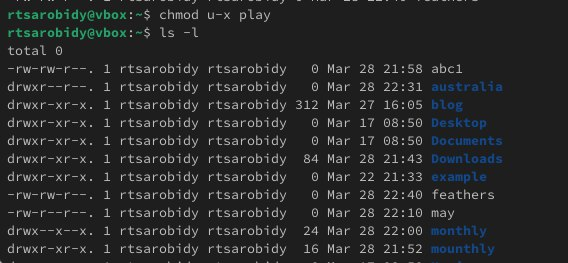 rtsarobidy@vbox:~$ chmod u-x play
rtsarobidy@vbox:~$ ls -l
total 0
-rw-rw-r--. 1 rtsarobidy rtsarobidy   0 Mar 28 21:58 abc1
drwxr--r--. 1 rtsarobidy rtsarobidy   0 Mar 28 22:31 australia
drwxr-xr-x. 1 rtsarobidy rtsarobidy 312 Mar 27 16:05 blog
drwxr-xr-x. 1 rtsarobidy rtsarobidy   0 Mar 17 08:50 Desktop
drwxr-xr-x. 1 rtsarobidy rtsarobidy   0 Mar 17 08:50 Documents
drwxr-xr-x. 1 rtsarobidy rtsarobidy  84 Mar 28 21:43 Downloads
drwxr-xr-x. 1 rtsarobidy rtsarobidy   0 Mar 22 21:33 example
-rw-rw-r--. 1 rtsarobidy rtsarobidy   0 Mar 28 22:40 feathers
-rw-r--r--. 1 rtsarobidy rtsarobidy   0 Mar 28 22:10 may
drwx--x--x. 1 rtsarobidy rtsarobidy  24 Mar 28 22:00 monthly
drwxr-xr-x. 1 rtsarobidy rtsarobidy  16 Mar 28 21:52 mounthly